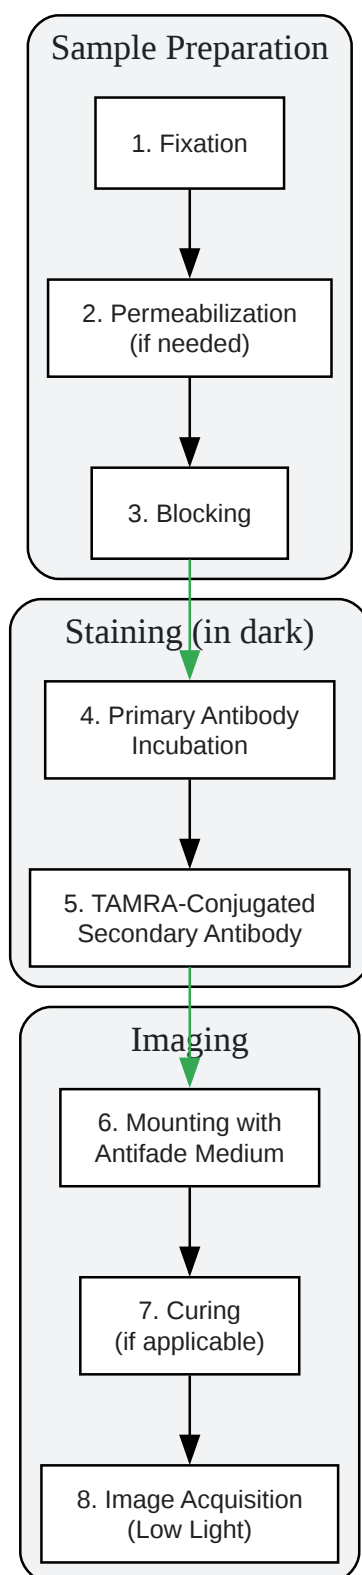 Sample Preparation
1. Fixation
2. Permeabilization
(if needed)
3. Blocking
Staining (in dark)
4. Primary Antibody
Incubation
5. TAMRA-Conjugated
Secondary Antibody
Imaging
6. Mounting with
Antifade Medium
7. Curing
(if applicable)
8. Image Acquisition
(Low Light)